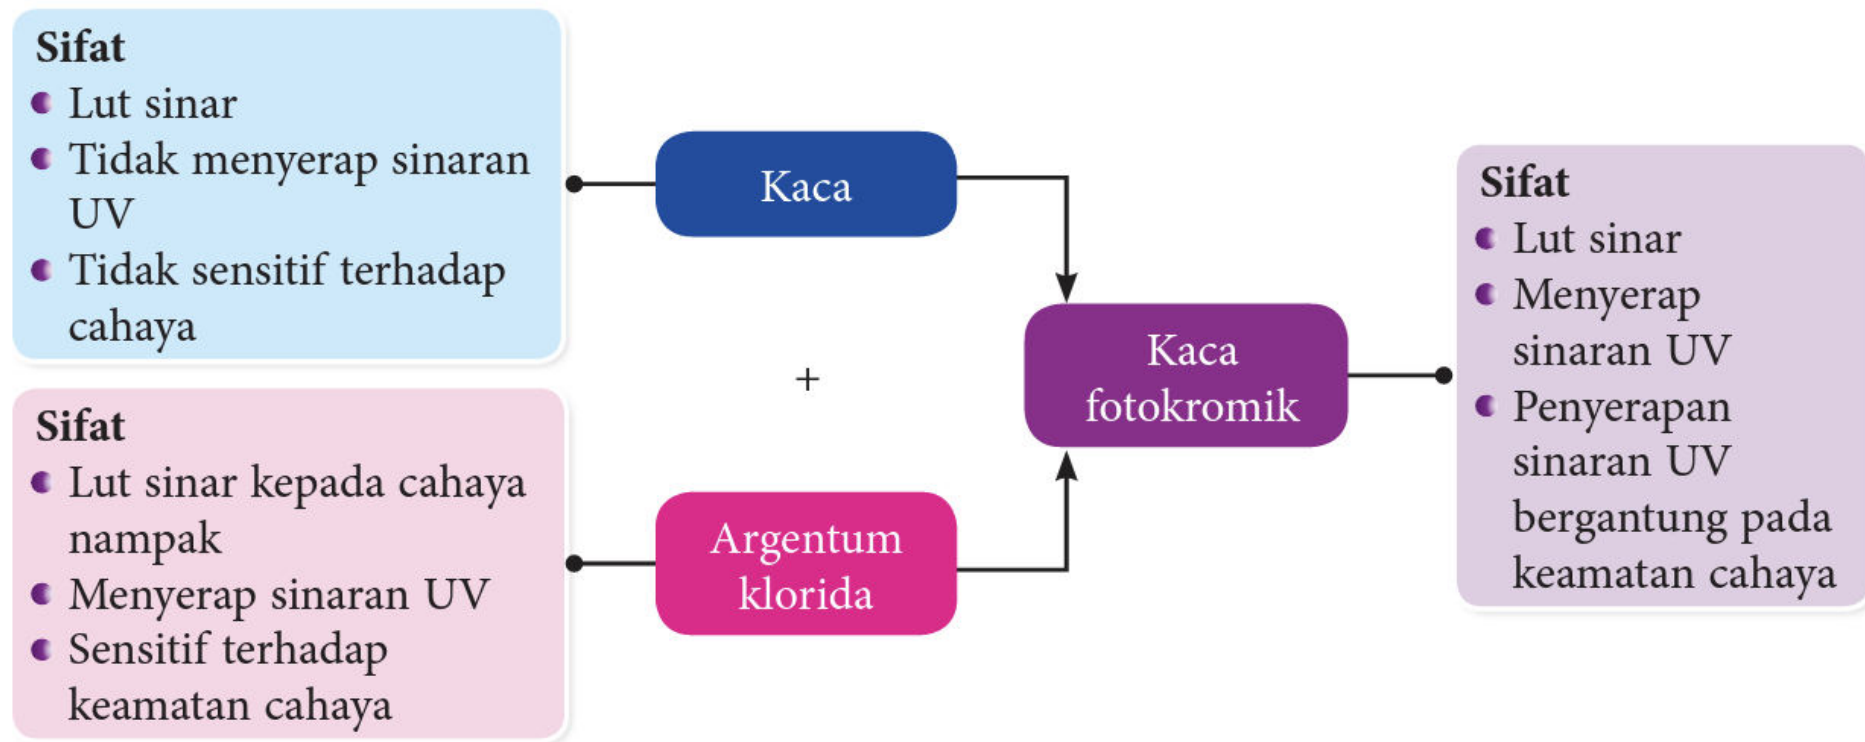 Sifat
Lut sinar
Tidak menyerap sinaran
UV
Tidak sensitif terhadap
cahaya
Kaca
+
Sifat
Lut sinar kepada cahaya
nampak
Menyerap sinaran UV
Sensitif terhadap
keamatan cahaya
Argentum
klorida
Kaca
fotokromik
Sifat
Lut sinar
Menyerap
sinaran UV
Penyerapan
sinaran UV
bergantung pada
keamatan cahaya